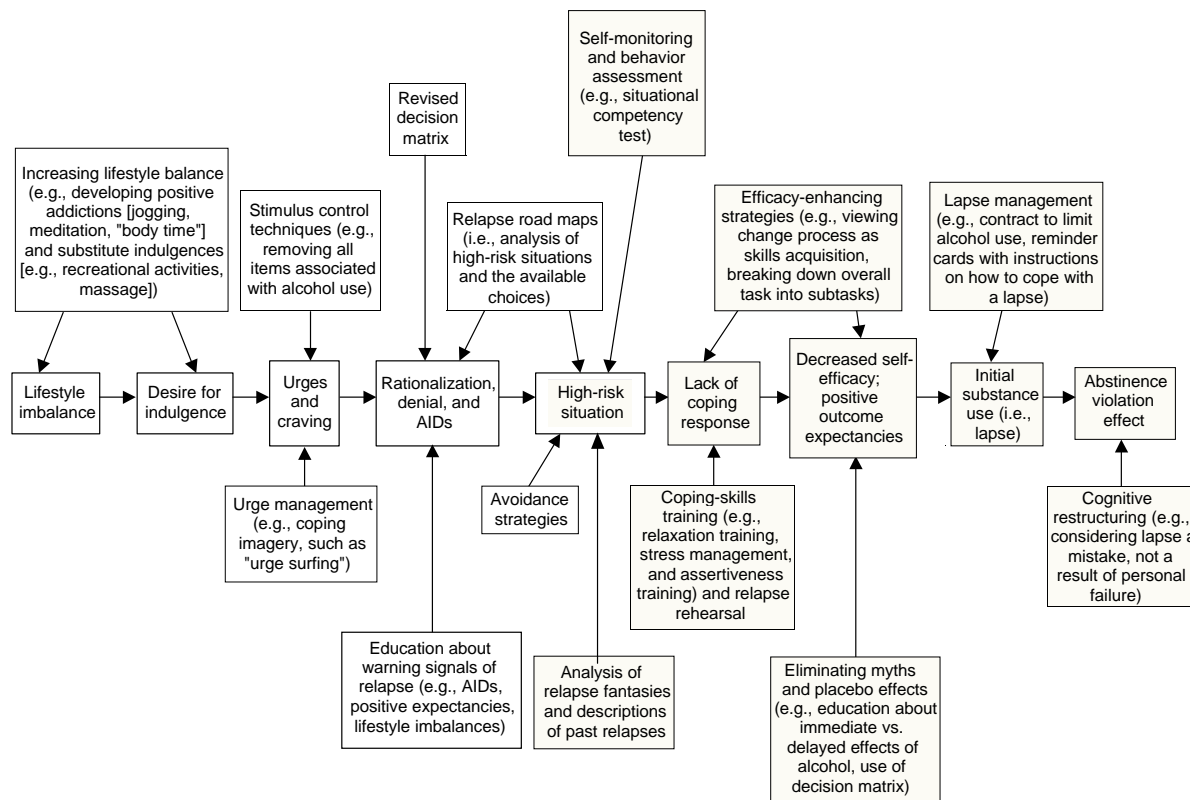 Self-monitoring
and behavior
assessment
(e.g., situational
competency
test)
Revised
decision
matrix
Increasing lifestyle balance
(e.g., developing positive
addictions [jogging,
meditation, "body time"]
and substitute indulgences
[e.g., recreational activities,
massage])
Stimulus control
techniques (e.g.,
removing all
items associated
with alcohol use)
Relapse road maps
(i.e., analysis of
high-risk situations
and the available
choices)
Efficacy-enhancing
strategies (e.g., viewing
change process as
skills acquisition,
breaking down overall
task into subtasks)
Lapse management
(e.g., contract to limit
alcohol use, reminder
cards with instructions
on how to cope with
a lapse)
Lifestyle
imbalance
Desire for
indulgence
Urges
and
craving
Rationalization,
denial, and
AIDs
High-risk
situation
Lack of
coping
response
Decreased self-
efficacy;
positive
outcome
expectancies
Initial
substance
use (i.e.,
lapse)
Abstinence
violation
effect
Urge management
(e.g., coping
imagery, such as
"urge surfing")
Avoidance
strategies
Coping-skills
training (e.g.,
relaxation training,
stress management,
and assertiveness
training) and relapse
rehearsal
Cognitive
restructuring (e.g.,
considering lapse a
mistake, not a
result of personal
failure)
Education about
warning signals of
relapse (e.g., AIDs,
positive expectancies,
lifestyle imbalances)
Analysis of
relapse fantasies
and descriptions
of past relapses
Eliminating myths
and placebo effects
(e.g., education about
immediate vs.
delayed effects of
alcohol, use of
decision matrix)